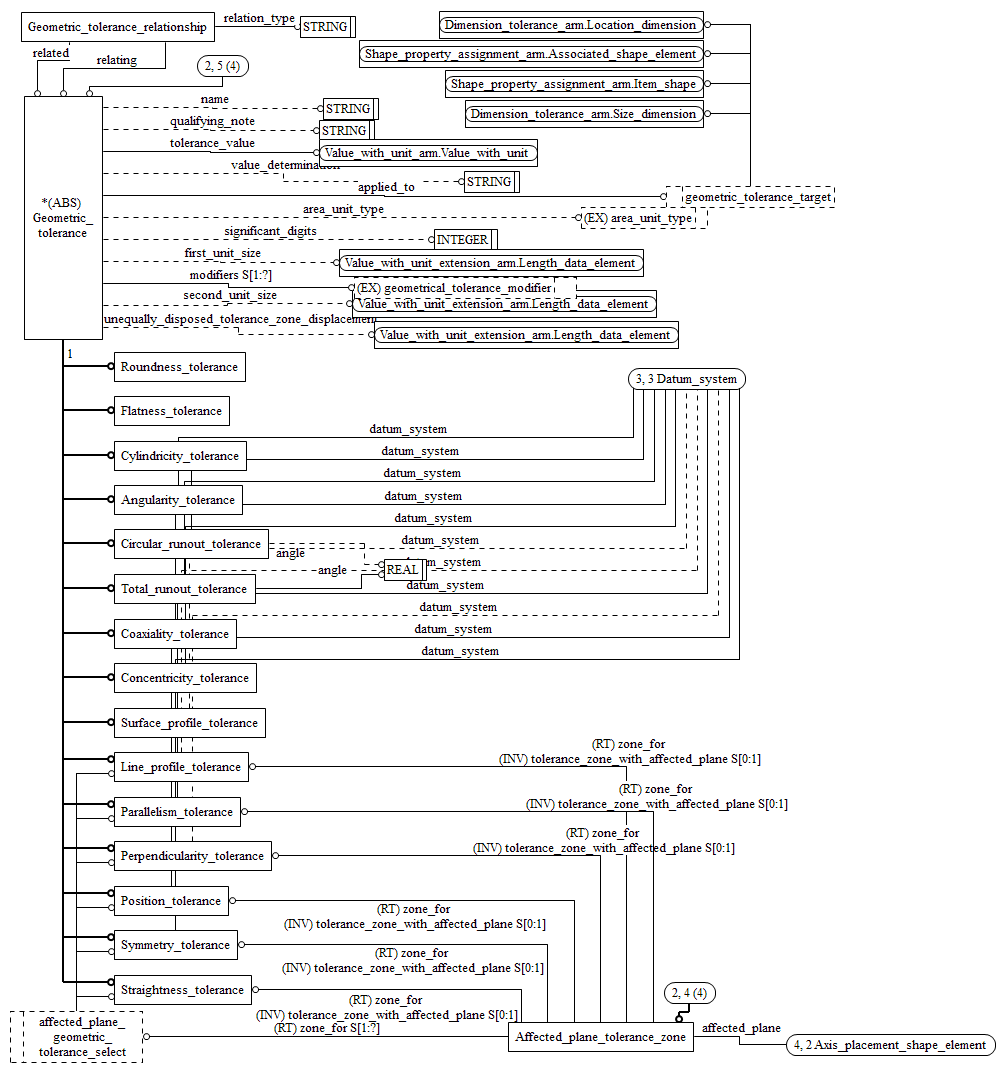 Geometric_tolerance_relationship
relation_type
STRING
related
relating
2, 5 (4)
Dimension_tolerance_arm.Location_dimension
Shape_property_assignment_arm.Associated_shape_element
Shape_property_assignment_arm.Item_shape
Dimension_tolerance_arm.Size_dimension
*(ABS)
Geometric_
tolerance
name
STRING
qualifying_note
STRING
tolerance_value
Value_with_unit_arm.Value_with_unit
value_determination
STRING
applied_to
geometric_tolerance_target
area_unit_type
(EX) area_unit_type
significant_digits
INTEGER
first_unit_size
Value_with_unit_extension_arm.Length_data_element
modifiers S[1:?]
(EX) geometrical_tolerance_modifier
second_unit_size
Value_with_unit_extension_arm.Length_data_element
unequally_disposed_tolerance_zone_displacement
Value_with_unit_extension_arm.Length_data_element
1
Roundness_tolerance
3, 3 Datum_system
Flatness_tolerance
datum_system
Cylindricity_tolerance
datum_system
datum_system
Angularity_tolerance
datum_system
datum_system
Circular_runout_tolerance
datum_system
angle
REAL
datum_system
angle
Total_runout_tolerance
datum_system
datum_system
Coaxiality_tolerance
datum_system
datum_system
Concentricity_tolerance
Surface_profile_tolerance
Line_profile_tolerance
(RT) zone_for
(INV) tolerance_zone_with_affected_plane S[0:1]
Parallelism_tolerance
(RT) zone_for
(INV) tolerance_zone_with_affected_plane S[0:1]
Perpendicularity_tolerance
(RT) zone_for
(INV) tolerance_zone_with_affected_plane S[0:1]
Position_tolerance
(RT) zone_for
(INV) tolerance_zone_with_affected_plane S[0:1]
Symmetry_tolerance
(RT) zone_for
(INV) tolerance_zone_with_affected_plane S[0:1]
Straightness_tolerance
(RT) zone_for
(INV) tolerance_zone_with_affected_plane S[0:1]
2, 4 (4)
affected_plane_
geometric_
tolerance_select
(RT) zone_for S[1:?]
Affected_plane_tolerance_zone
affected_plane
4, 2 Axis_placement_shape_element